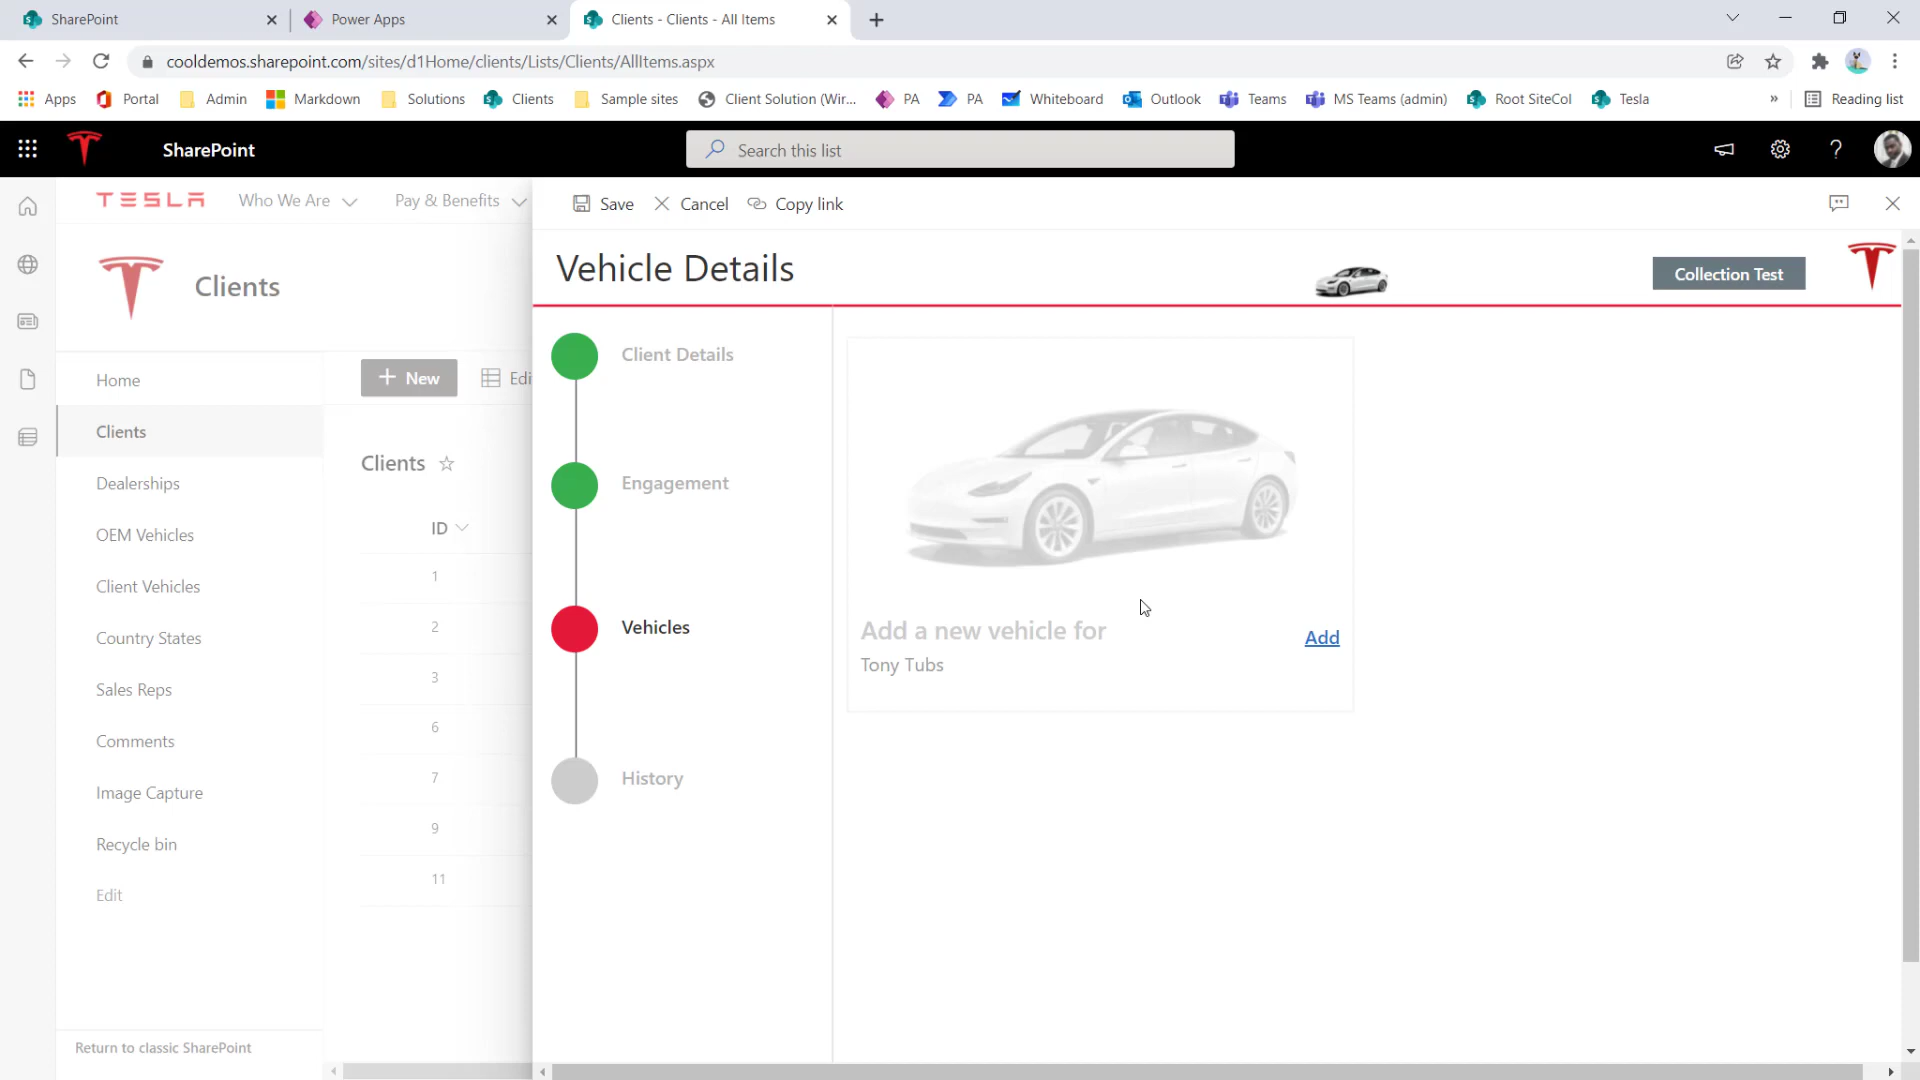 SharePoint
Power Apps
Clients - Clients - All Items
cooldemos.sharepoint.com/sites/d1Home/clients/Lists/Clients/AllItems.aspx
Apps
Portal
Admin
Markdown
Solutions
Clients
Sample sites
Client Solution (Wir...
PA
PA
Whiteboard
Outlook
Teams
MS Teams (admin)
Root SiteCol
Tesla
»
Reading list
SharePoint
Search this list
TESLA
Who We Are
Pay & Benefits
Clients
Home
Clients
Dealerships
OEM Vehicles
Client Vehicles
Country States
Sales Reps
Comments
Image Capture
Recycle bin
Edit
Return to classic SharePoint
+ New
Edi
Clients
ID
1
2
3
6
7
9
11
Save
Cancel
Copy link
Vehicle Details
Collection Test
Client Details
Engagement
Vehicles
History
Add a new vehicle for
Tony Tubs
Add